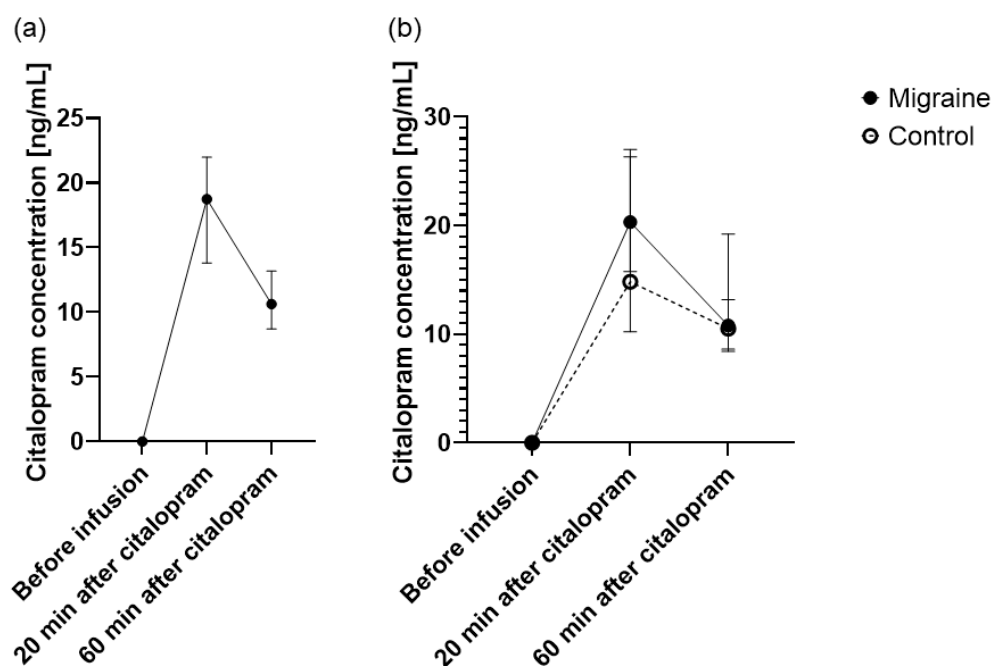 (a)
Citalopram concentration [ng/mL]
25
20
15
10
5
0
Before infusion
20 min after citalopram
60 min after citalopram
(b)
Citalopram concentration [ng/mL]
30
20
10
0
Before infusion
20 min after citalopram
60 min after citalopram
Migraine
Control